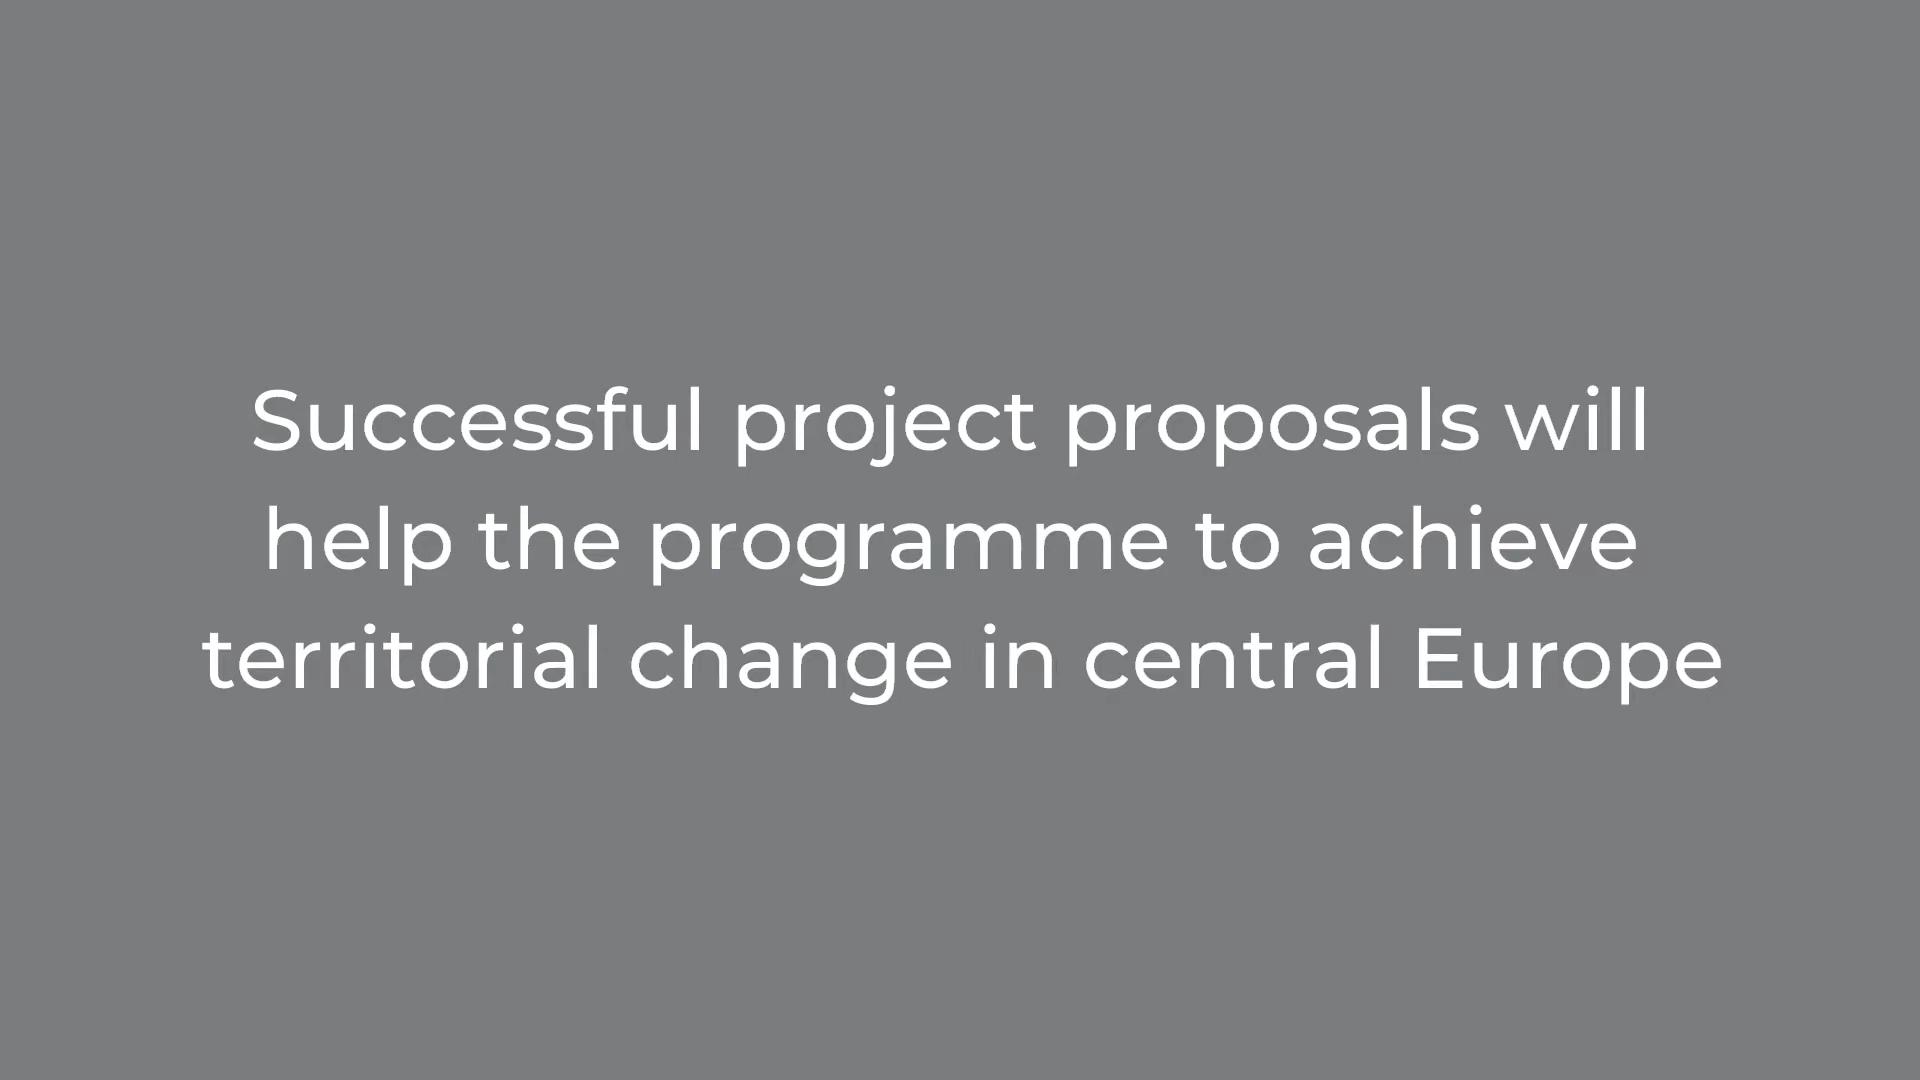 Successful project proposals will
help the programme to achieve
territorial change in central Europe